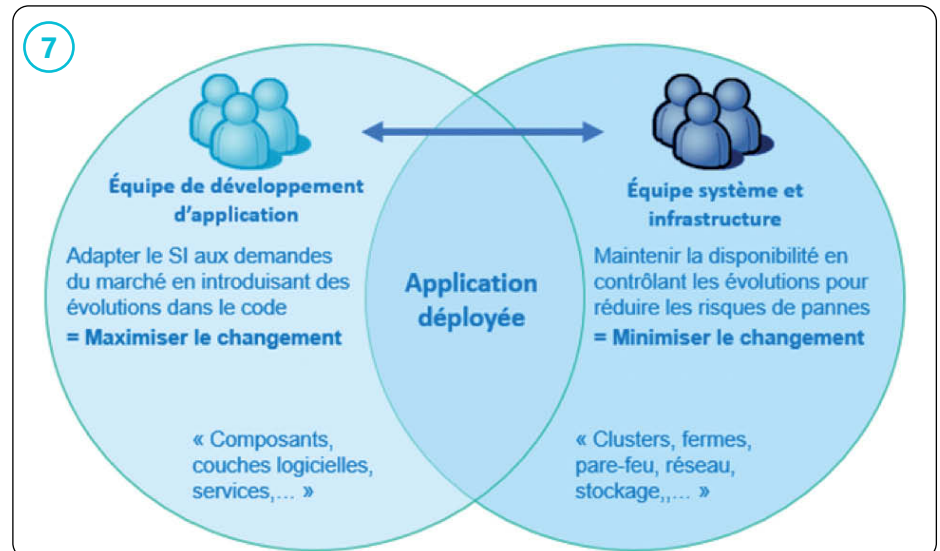 7
Équipe de développement
d'application
Adapter le SI aux demandes
du marché en introduisant des
évolutions dans le code
= Maximiser le changement
« Composants,
couches logicielles,
services,... »
Application
déployée
Équipe système et
infrastructure
Maintenir la disponibilité en
contrôlant les évolutions pour
réduire les risques de pannes
= Minimiser le changement
« Clusters, fermes,
pare-feu, réseau,
stockage,,... »